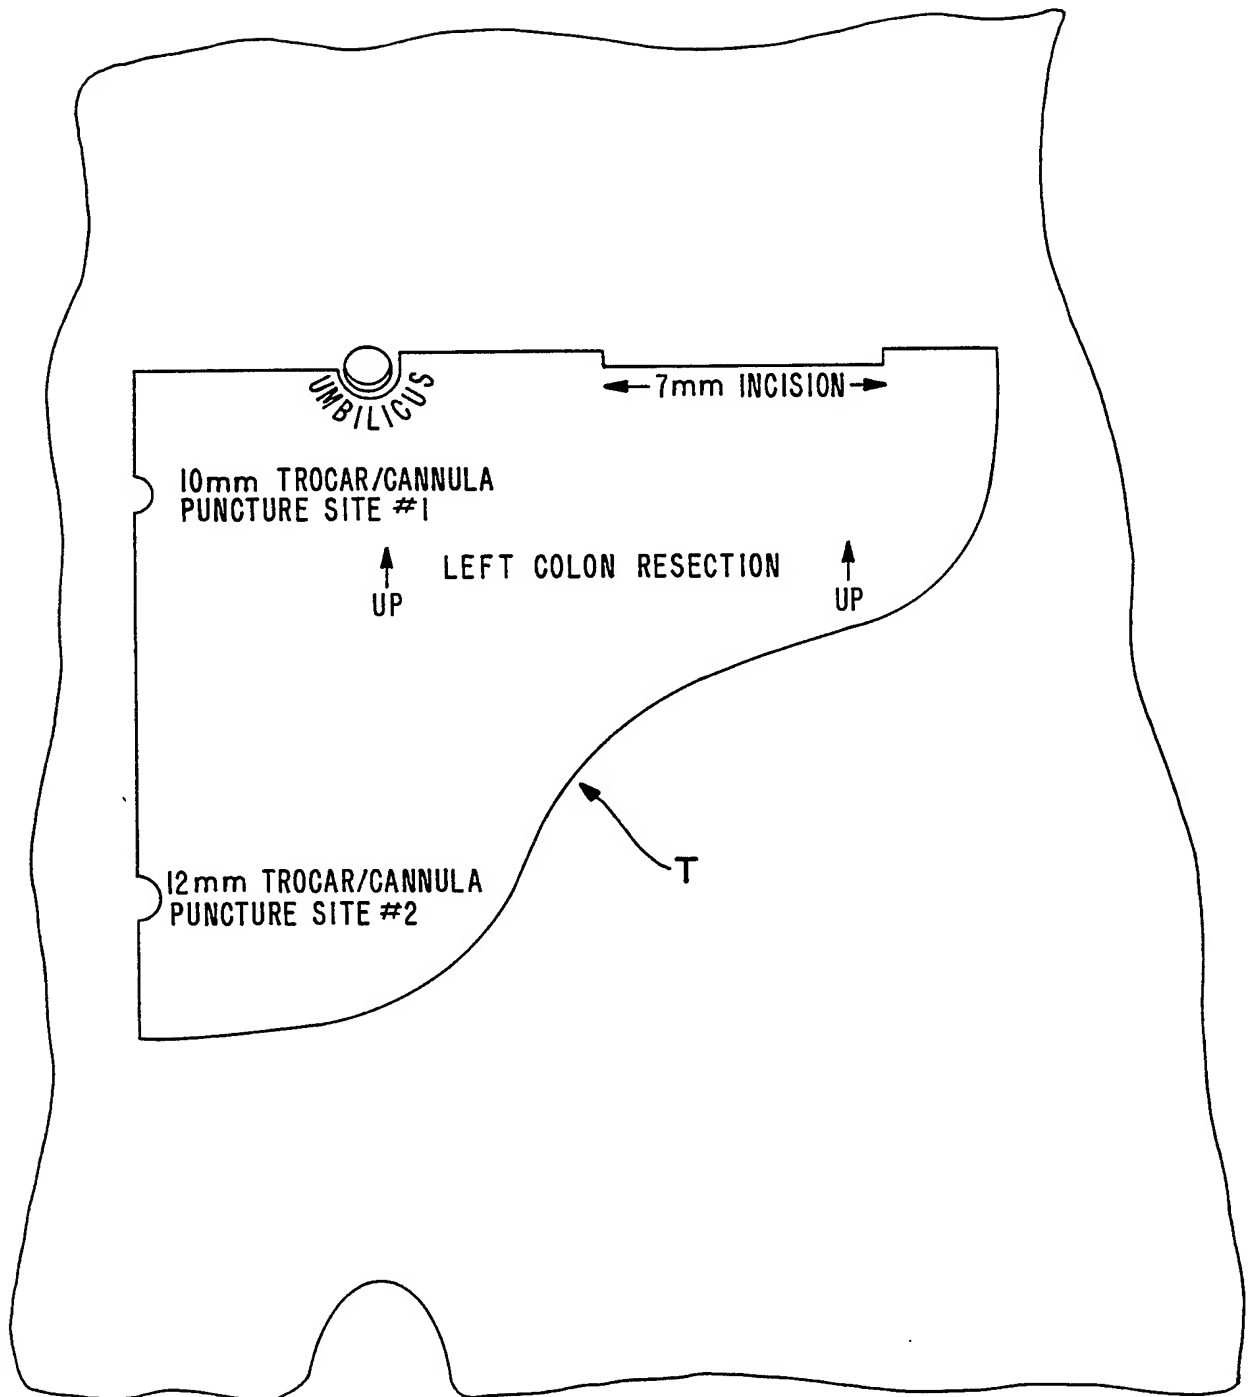 UMBILICUS
7mm INCISION
10mm TROCAR/CANNULA
PUNCTURE SITE #1
LEFT COLON RESECTION
UP
UP
T
12mm TROCAR/CANNULA
PUNCTURE SITE #2